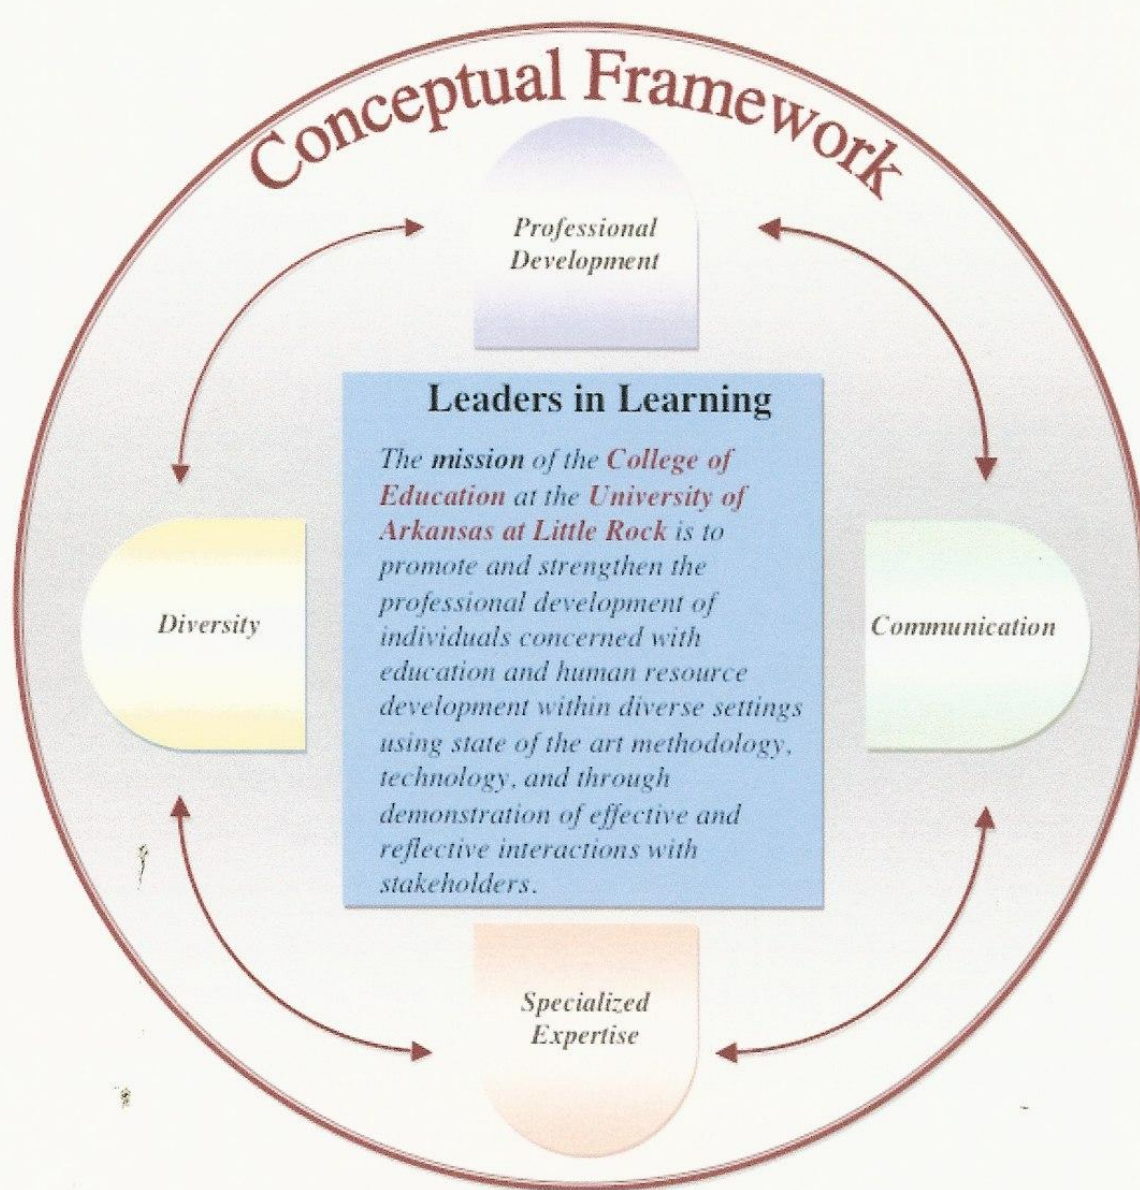 Conceptual Framework
Professional
Development
Leaders in Learning
The mission of the College of
Education at the University of
Arkansas at Little Rock is to
promote and strengthen the
professional development of
individuals concerned with
education and human resource
development within diverse settings
using state of the art methodology,
technology, and through
demonstration of effective and
reflective interactions with
stakeholders.
Diversity
Communication
Specialized
Expertise